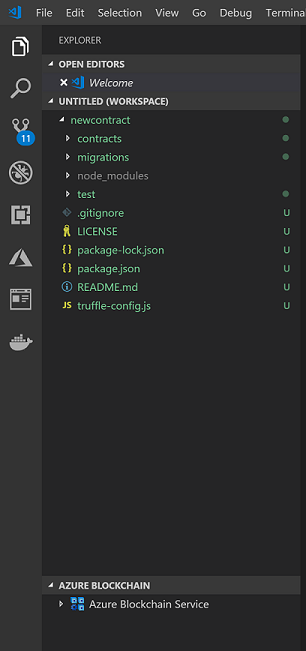 File Edit Selection View Go Debug Termina
EXPLORER
OPEN EDITORS
Welcome
UNTITLED (WORKSPACE)
newcontract
contracts
migrations
node_modules
test
.gitignore U
LICENSE U
package-lock.json U
package.json U
README.md U
JS truffle-config.js U
11
AZURE BLOCKCHAIN
Azure Blockchain Service